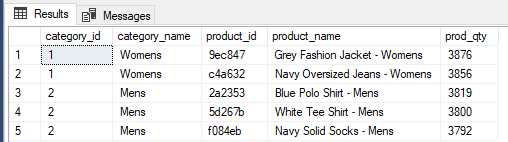 Results Messages
category_id category_name product_id product_name prod_qty
1 1 Womens 9ec847 Grey Fashion Jacket - Womens 3876
2 1 Womens c4a632 Navy Oversized Jeans - Womens 3856
3 2 Mens 2a2353 Blue Polo Shirt - Mens 3819
4 2 Mens 5d267b White Tee Shirt - Mens 3800
5 2 Mens f084eb Navy Solid Socks - Mens 3792